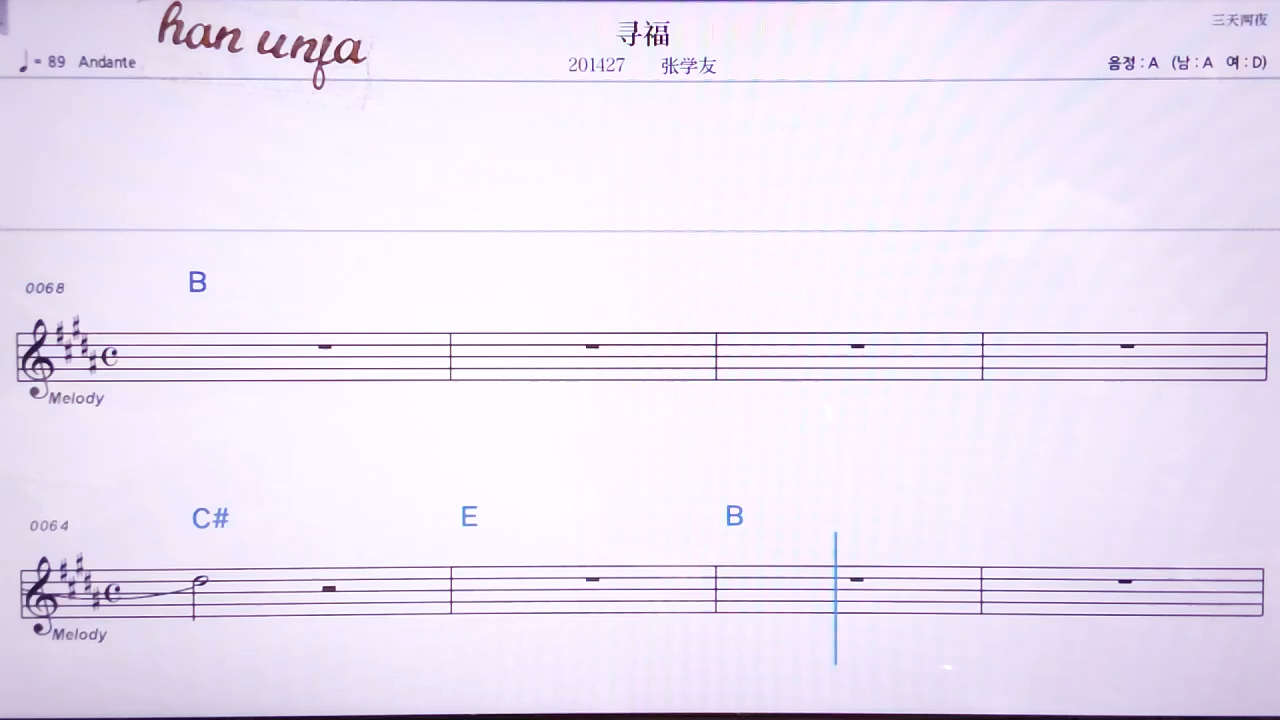 han unfa
寻福
三天两夜
♩ = 89 Andante
201427 张学友
음정 : A (남 : A 여 : D)
B
0068
Melody
C# E B
0064
Melody